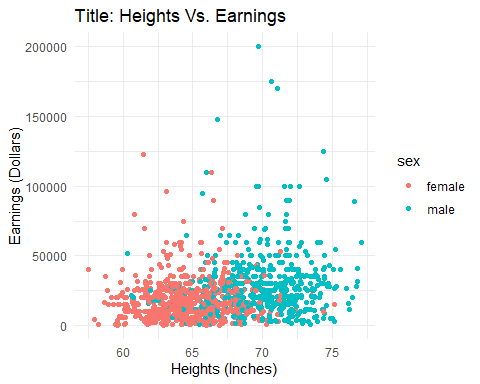 Title: Heights Vs. Earnings
200000
150000
100000
50000
0
Earnings (Dollars)
60 65 70 75
Heights (Inches)
sex
female
male